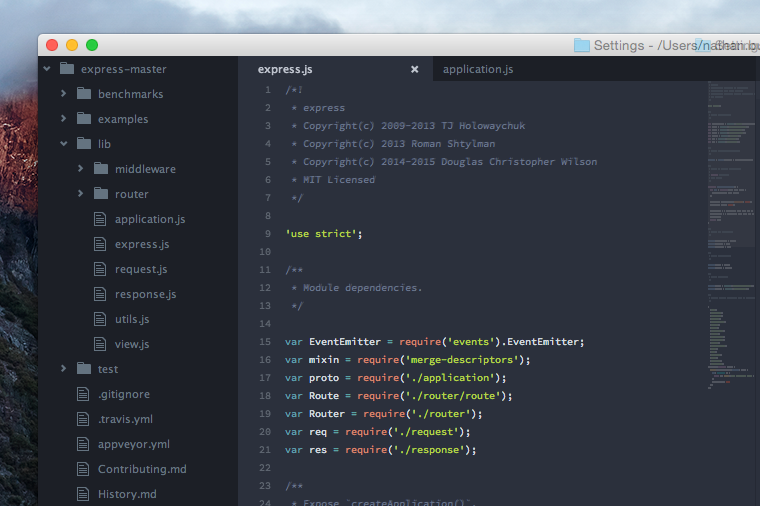 Settings - /Users/nathan
express-master
benchmarks
examples
lib
middleware
router
application.js
express.js
request.js
response.js
utils.js
view.js
test
.gitignore
.travis.yml
appveyor.yml
Contributing.md
History.md
express.js
application.js
1 /*!
2 * express
3 * Copyright(c) 2009-2013 TJ Holowaychuk
4 * Copyright(c) 2013 Roman Shtylman
5 * Copyright(c) 2014-2015 Douglas Christopher Wilson
6 * MIT Licensed
7 */
8
9 'use strict';
10
11 /**
12 * Module dependencies.
13 */
14
15 var EventEmitter = require('events').EventEmitter;
16 var mixin = require('merge-descriptors');
17 var proto = require('./application');
18 var Route = require('./router/route');
19 var Router = require('./router');
20 var req = require('./request');
21 var res = require('./response');
22
23 /**
24 * Expose `createApplication()`.